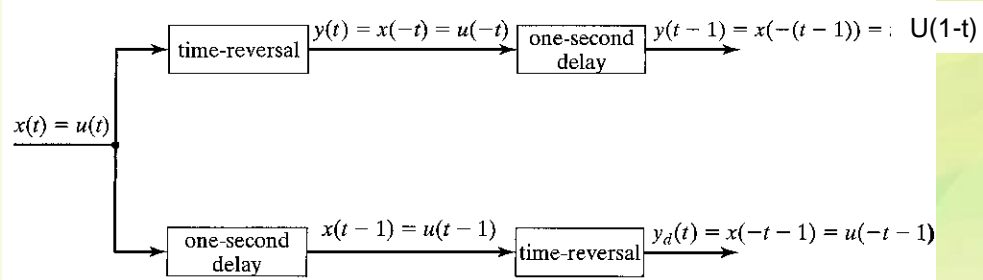 time-reversal
y(t) = x(−t) = u(−t)
one-second
delay
y(t − 1) = x(−(t − 1)) = : U(1-t)
x(t) = u(t)
one-second
delay
x(t − 1) = u(t − 1)
time-reversal
y_d(t) = x(−t − 1) = u(−t − 1)